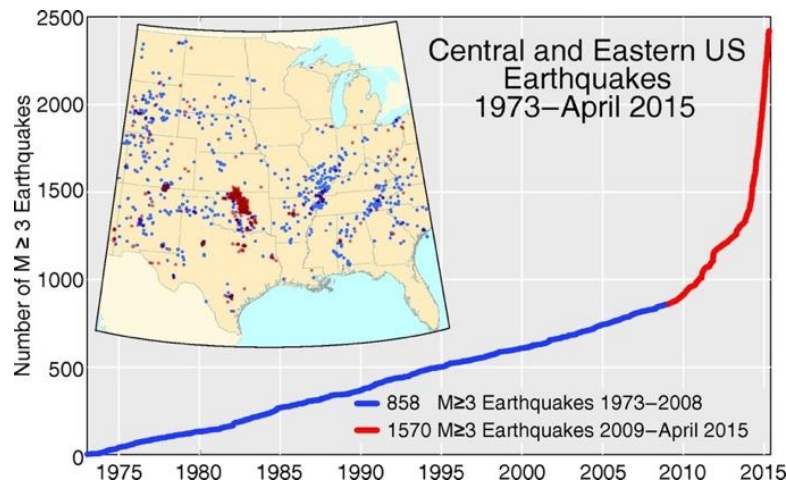 Central and Eastern US
Earthquakes
1973–April 2015
Number of M ≥ 3 Earthquakes
2500
2000
1500
1000
500
0
858 M≥3 Earthquakes 1973–2008
1570 M≥3 Earthquakes 2009–April 2015
1975 1980 1985 1990 1995 2000 2005 2010 2015